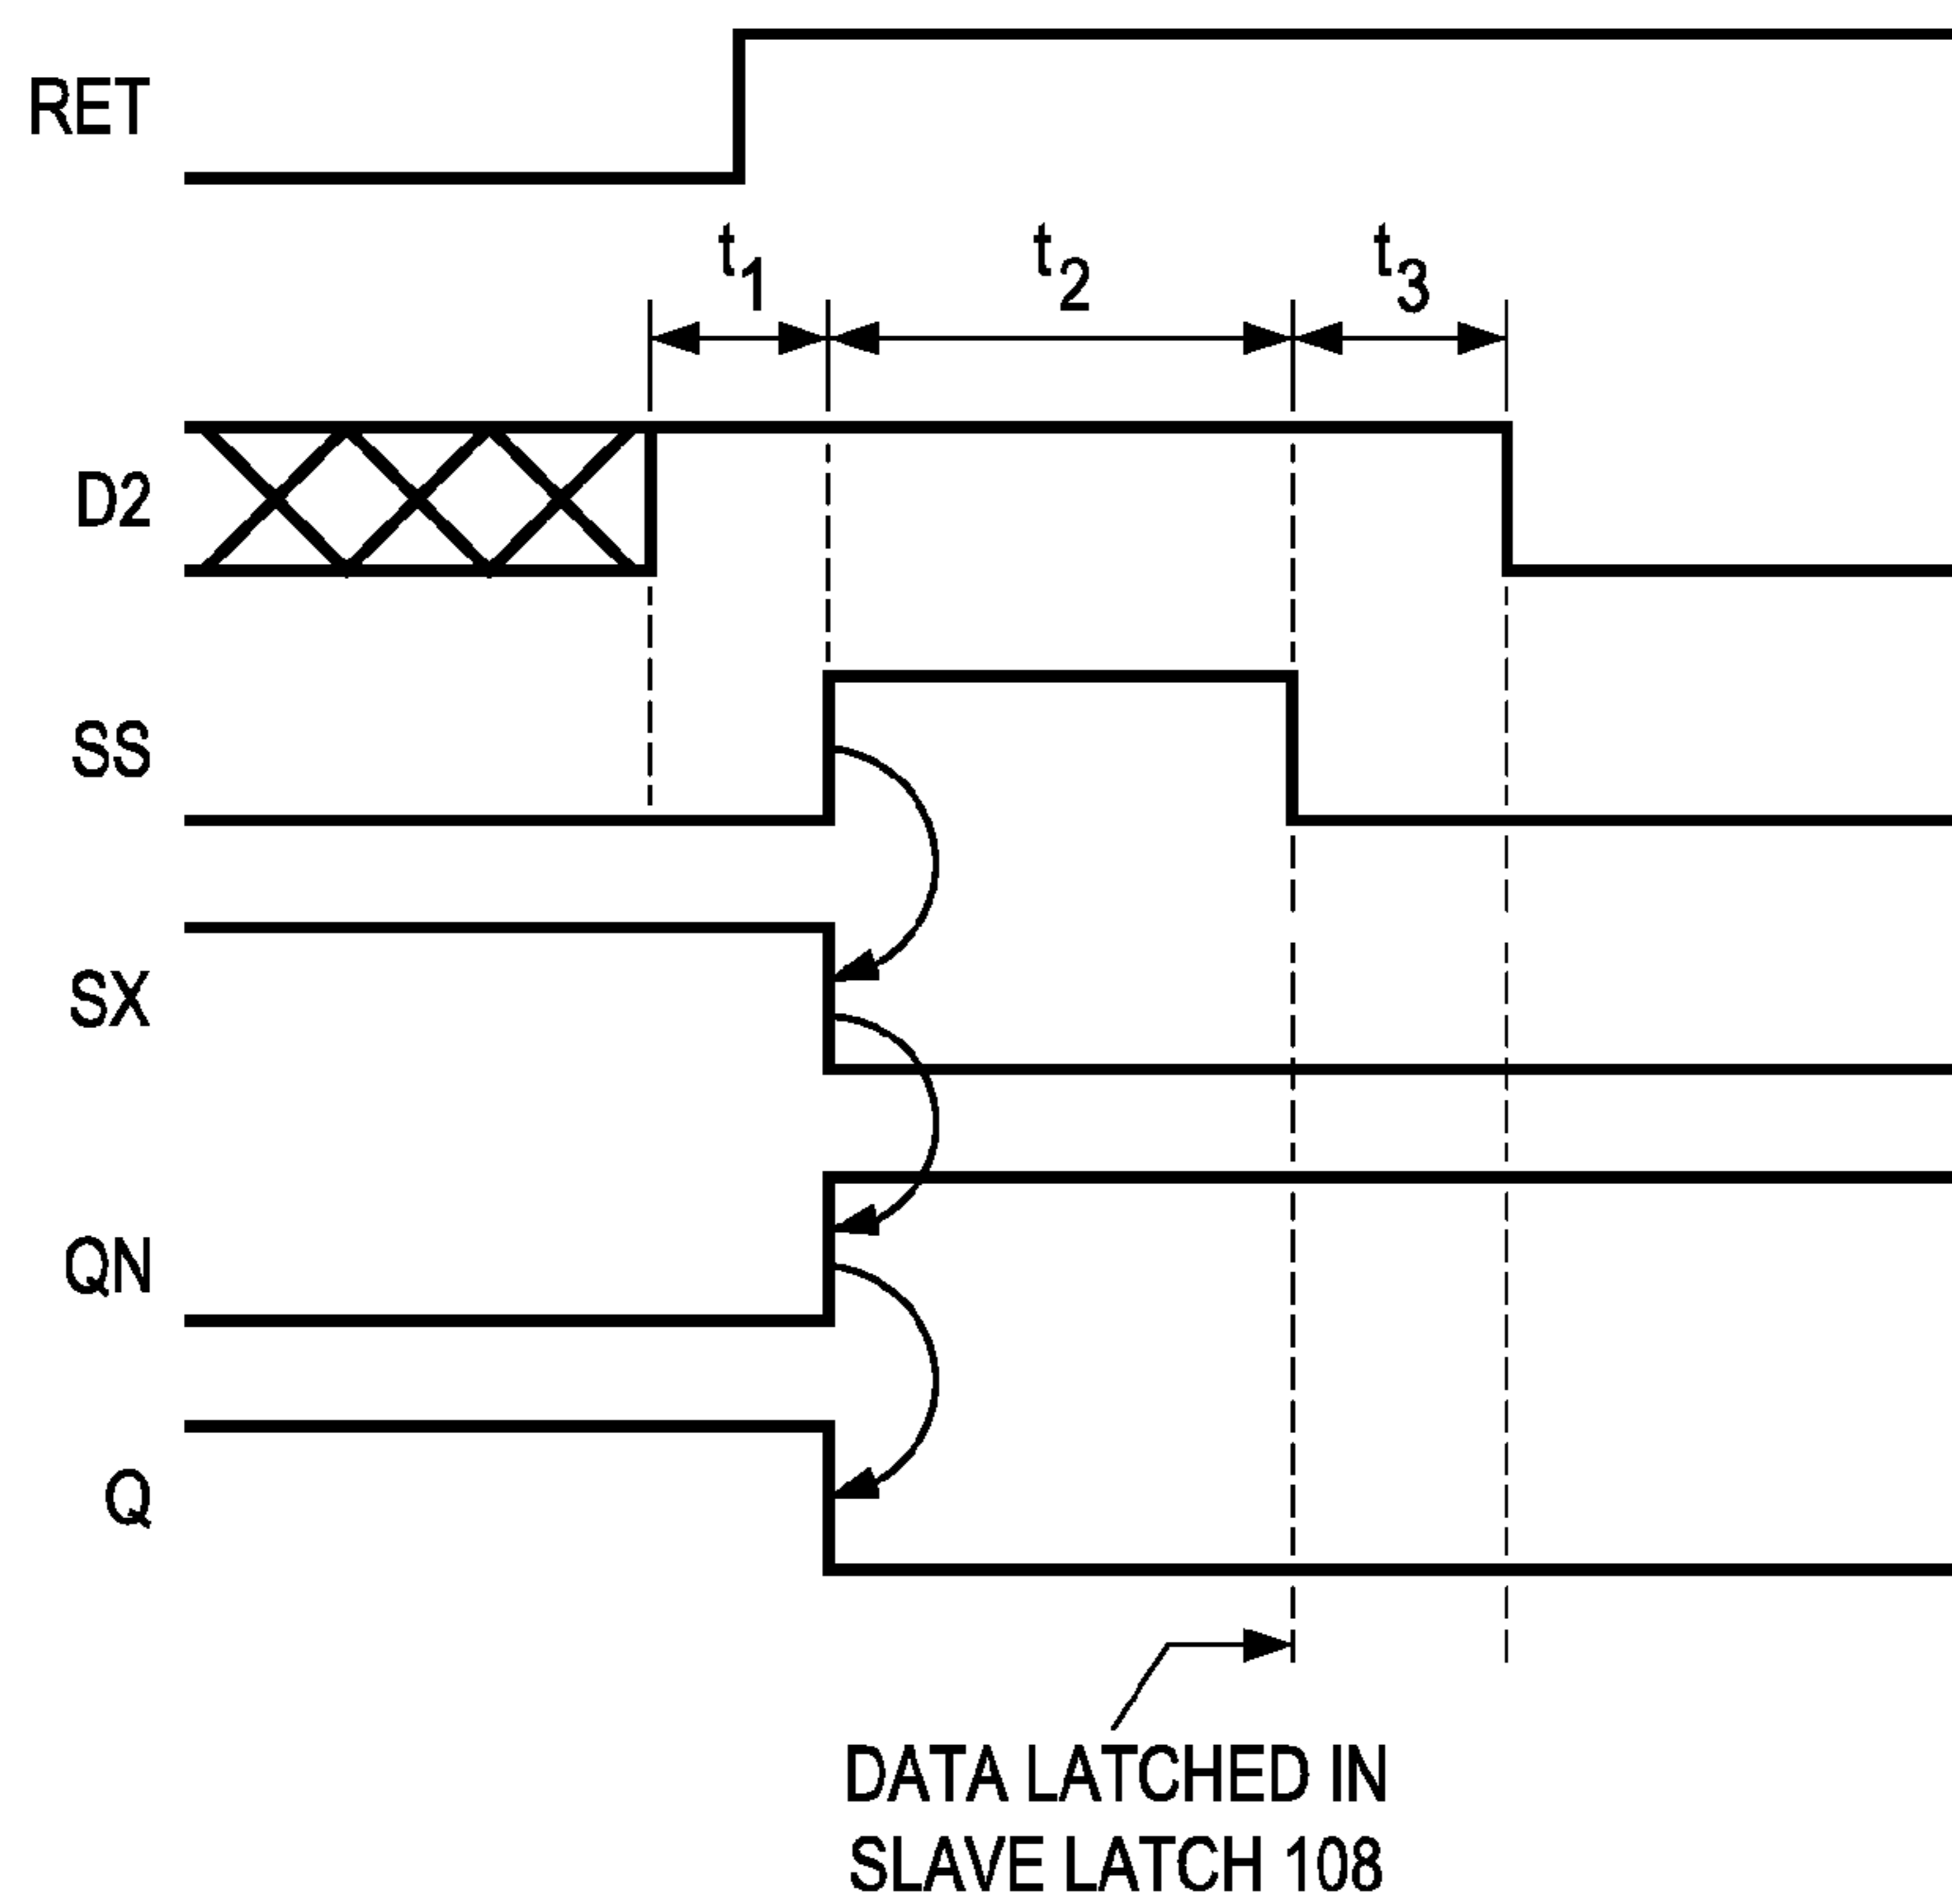 RET
t1 t2 t3
D2
SS
SX
QN
Q
DATA LATCHED IN
SLAVE LATCH 108